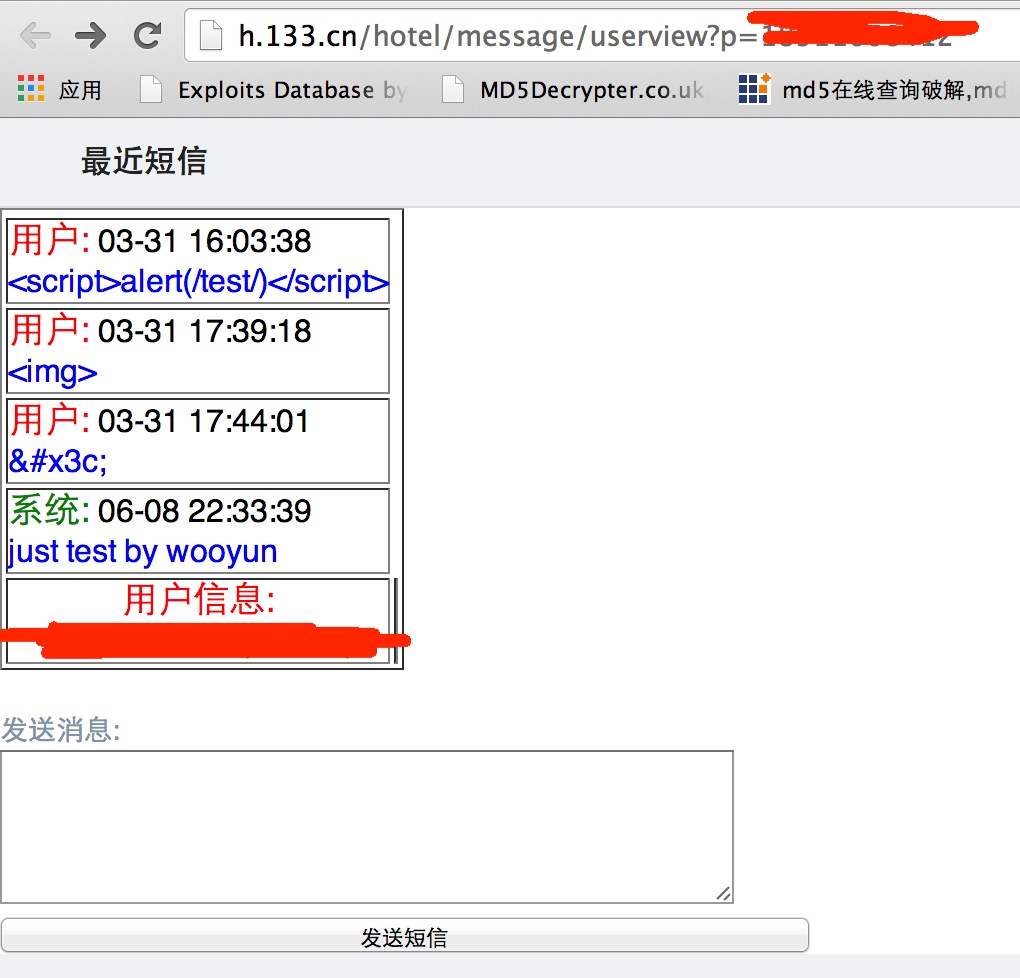 h.133.cn/hotel/message/userview?p=
应用 Exploits Database by MD5Decrypter.co.uk, md5在线查询破解,md
最近短信
用户: 03-31 16:03:38
<script>alert(/test/)</script>
用户: 03-31 17:39:18
<img>
用户: 03-31 17:44:01
&#x3c;
系统: 06-08 22:33:39
just test by wooyun
用户信息:
发送消息:
发送短信